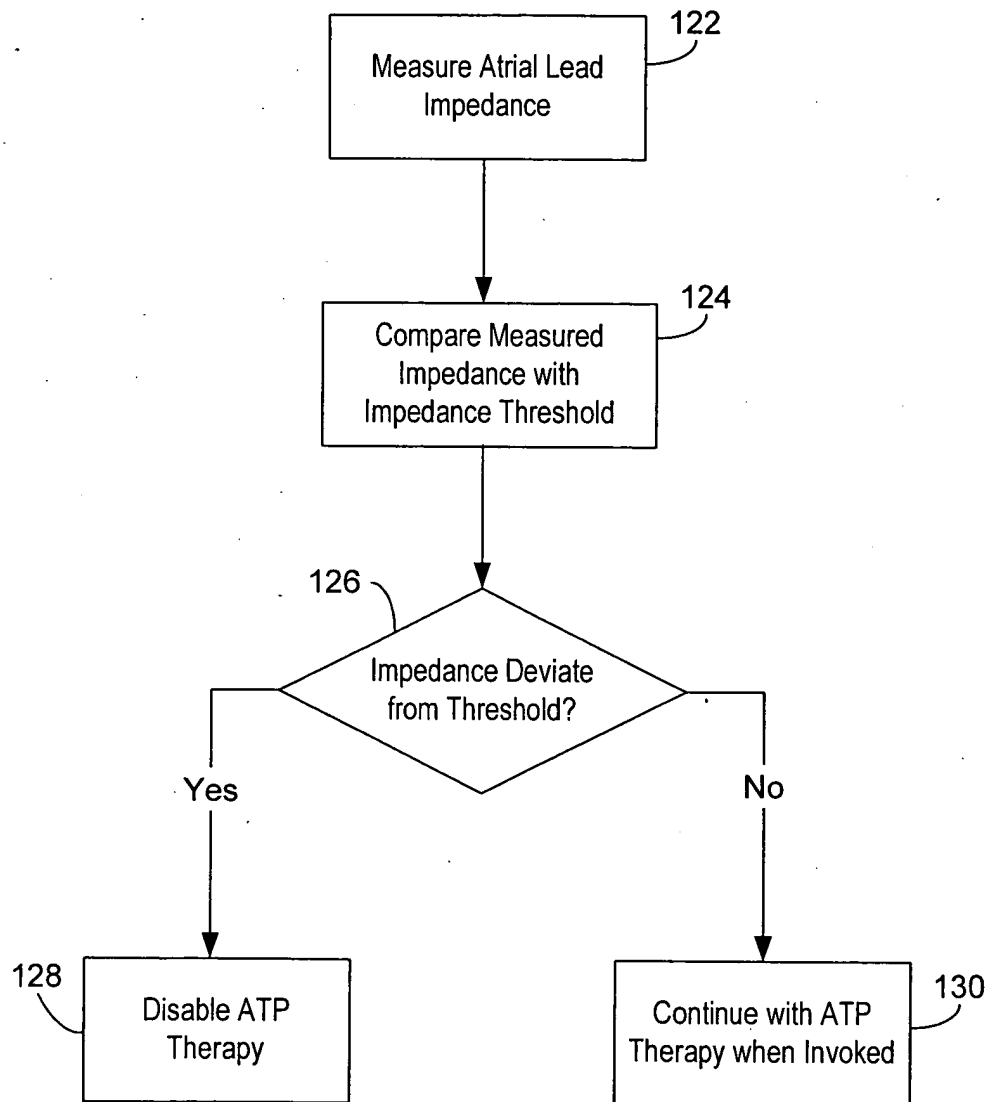 122
Measure Atrial Lead
Impedance
124
Compare Measured
Impedance with
Impedance Threshold
126
Impedance Deviate
from Threshold?
Yes
No
128
Disable ATP
Therapy
130
Continue with ATP
Therapy when Invoked